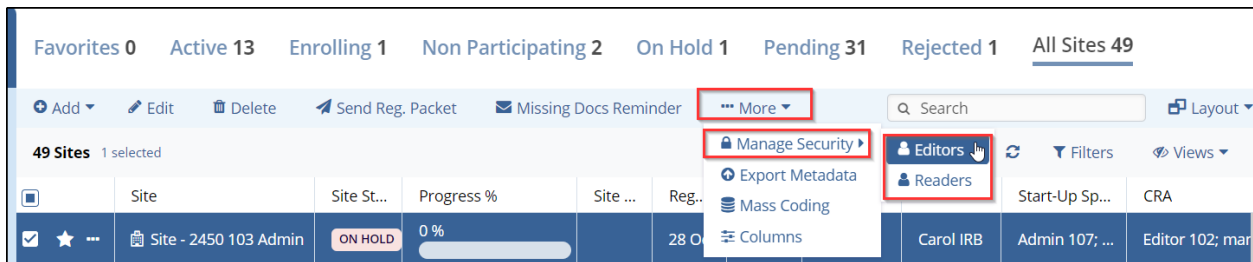 Favorites 0 Active 13 Enrolling 1 Non Participating 2 On Hold 1 Pending 31 Rejected 1 All Sites 49
Add Edit Delete Send Reg. Packet Missing Docs Reminder ··· More Search Layout
49 Sites 1 selected Manage Security Editors Filters Views
Export Metadata Readers
Mass Coding
Site Site St... Progress % Site ... Reg.. Start-Up Sp... CRA
Columns
Site - 2450 103 Admin ON HOLD 0 % 28 O Carol IRB Admin 107; ... Editor 102; mar